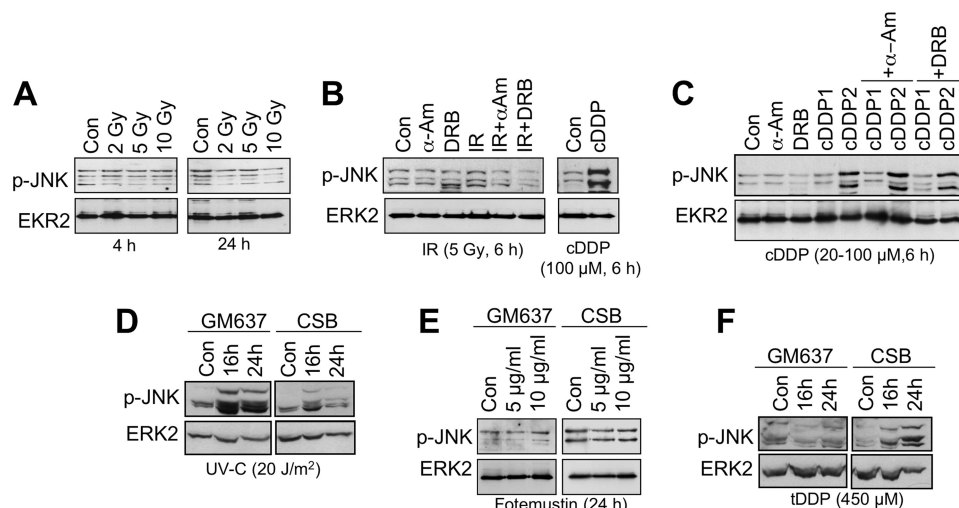 A
Con
2 Gy
5 Gy
10 Gy
Con
2 Gy
5 Gy
10 Gy
p-JNK
EKR2
4 h
24 h
B
Con
α-Am
DRB
IR
IR+αAm
IR+DRB
Con
cDDP
p-JNK
ERK2
IR (5 Gy, 6 h)
cDDP
(100 µM, 6 h)
C
+α–Am
+DRB
Con
α-Am
DRB
cDDP1
cDDP2
cDDP1
cDDP2
cDDP1
cDDP2
p-JNK
EKR2
cDDP (20-100 µM,6 h)
D
GM637
CSB
Con
16h
24h
Con
16h
24h
p-JNK
ERK2
UV-C (20 J/m²)
E
GM637
CSB
Con
5 µg/ml
10 µg/ml
Con
5 µg/ml
10 µg/ml
p-JNK
ERK2
Fotemustin (24 h)
F
GM637
CSB
Con
16h
24h
Con
16h
24h
p-JNK
ERK2
tDDP (450 µM)